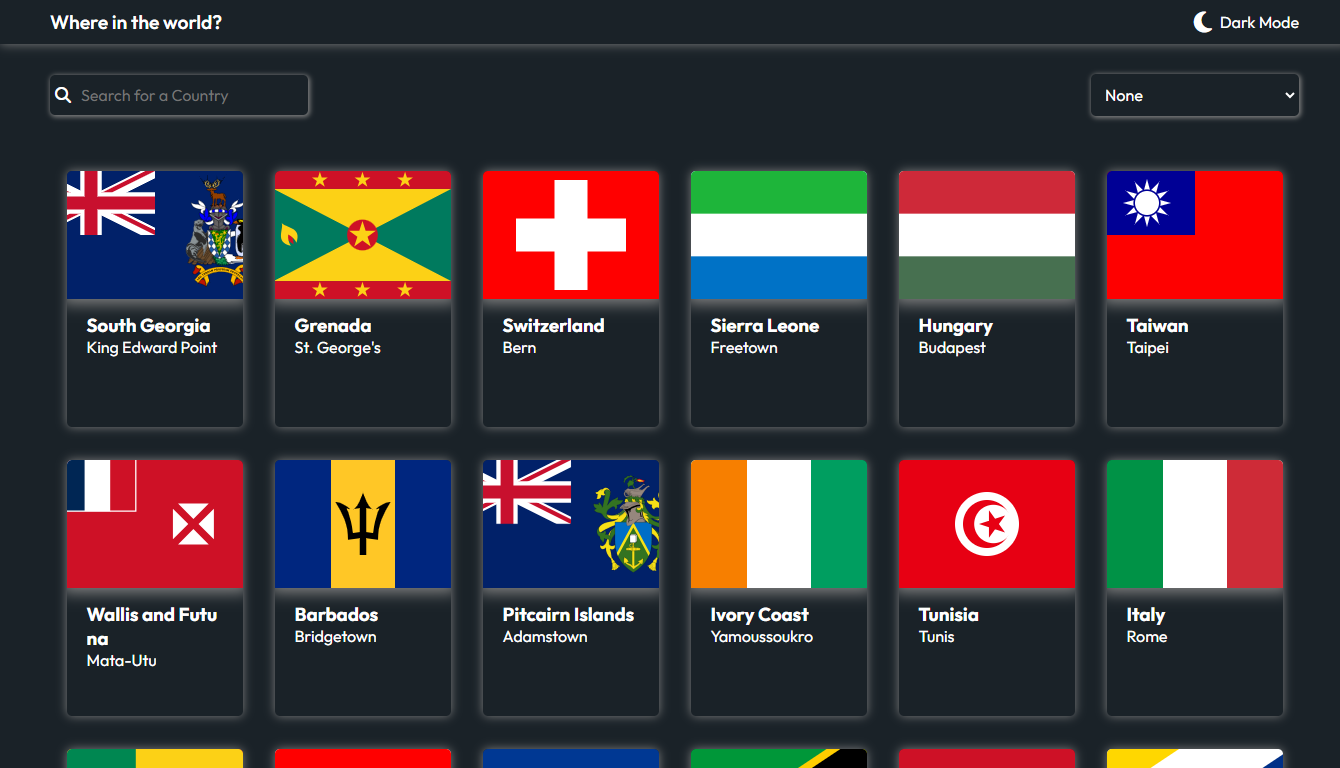 Where in the world?
Dark Mode
Search for a Country
None
South Georgia
King Edward Point
Grenada
St. George's
Switzerland
Bern
Sierra Leone
Freetown
Hungary
Budapest
Taiwan
Taipei
Wallis and Futu
na
Mata-Utu
Barbados
Bridgetown
Pitcairn Islands
Adamstown
Ivory Coast
Yamoussoukro
Tunisia
Tunis
Italy
Rome